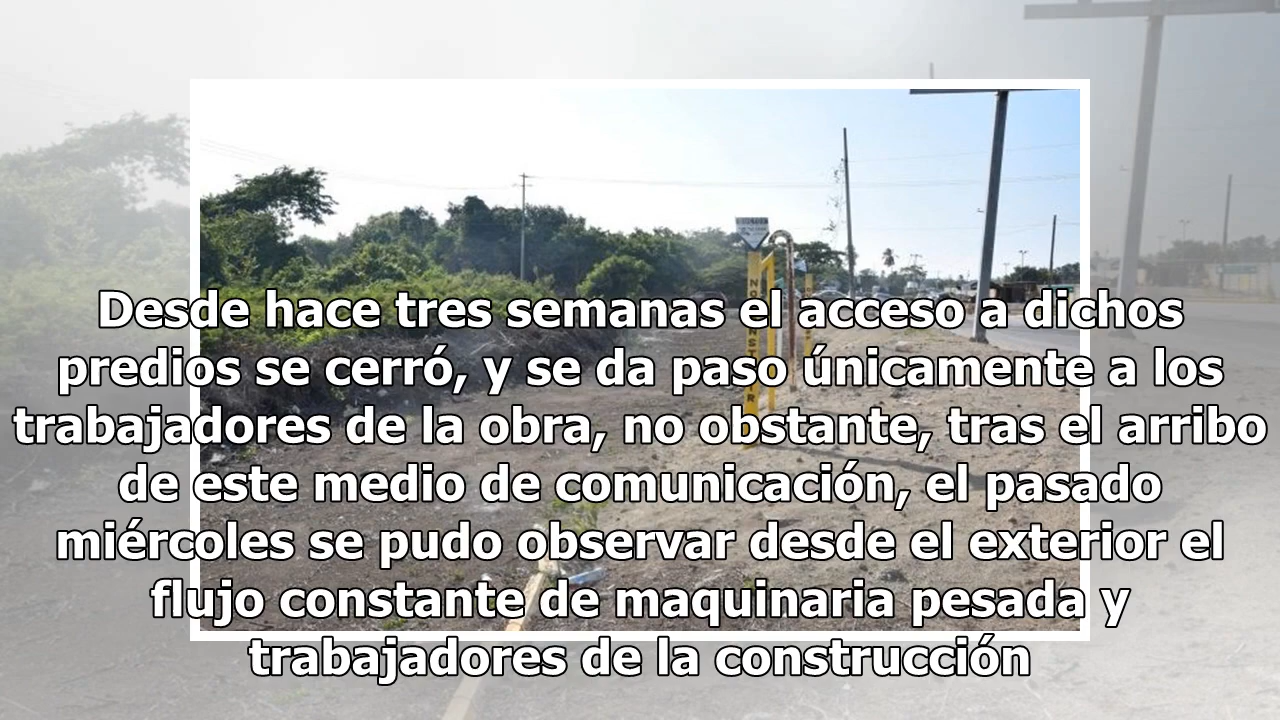 Desde hace tres semanas el acceso a dichos
predios se cerró, y se da paso únicamente a los
trabajadores de la obra, no obstante, tras el arribo
de este medio de comunicación, el pasado
miércoles se pudo observar desde el exterior el
flujo constante de maquinaria pesada y
trabajadores de la construcción